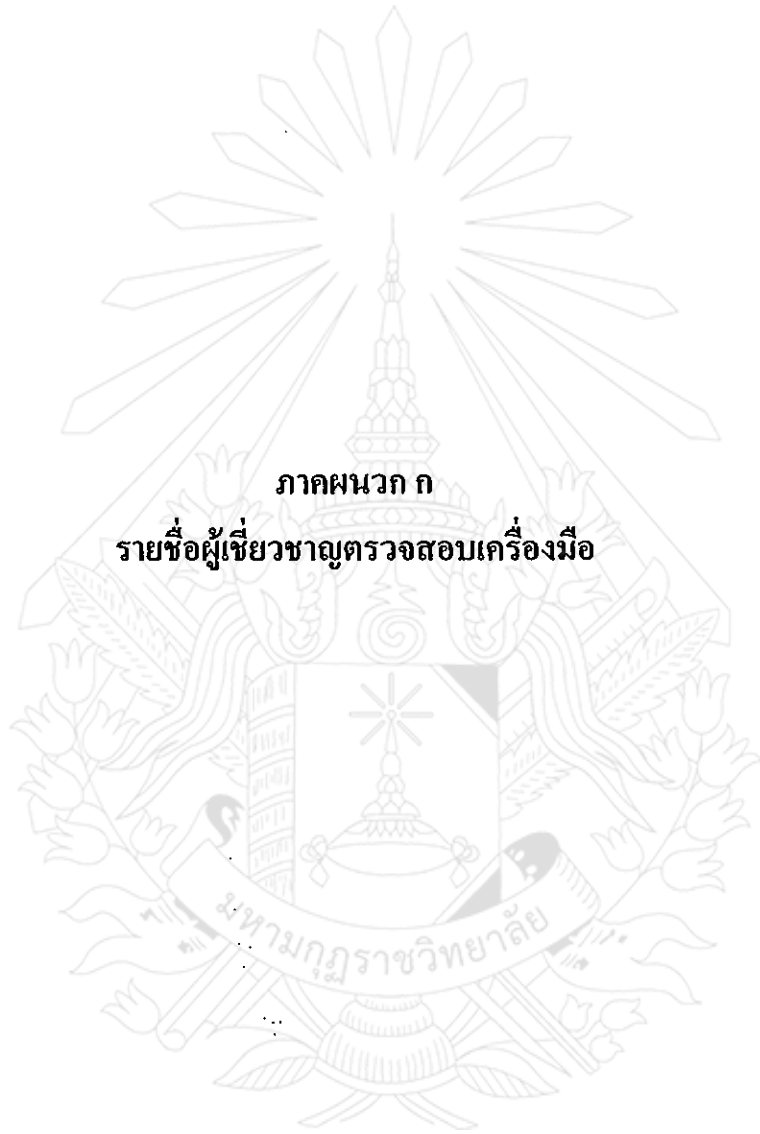 ภาคผนวก ก
รายชื่อผู้เชี่ยวชาญตรวจสอบเครื่องมือ
มหามกุฏราชวิทยาลัย